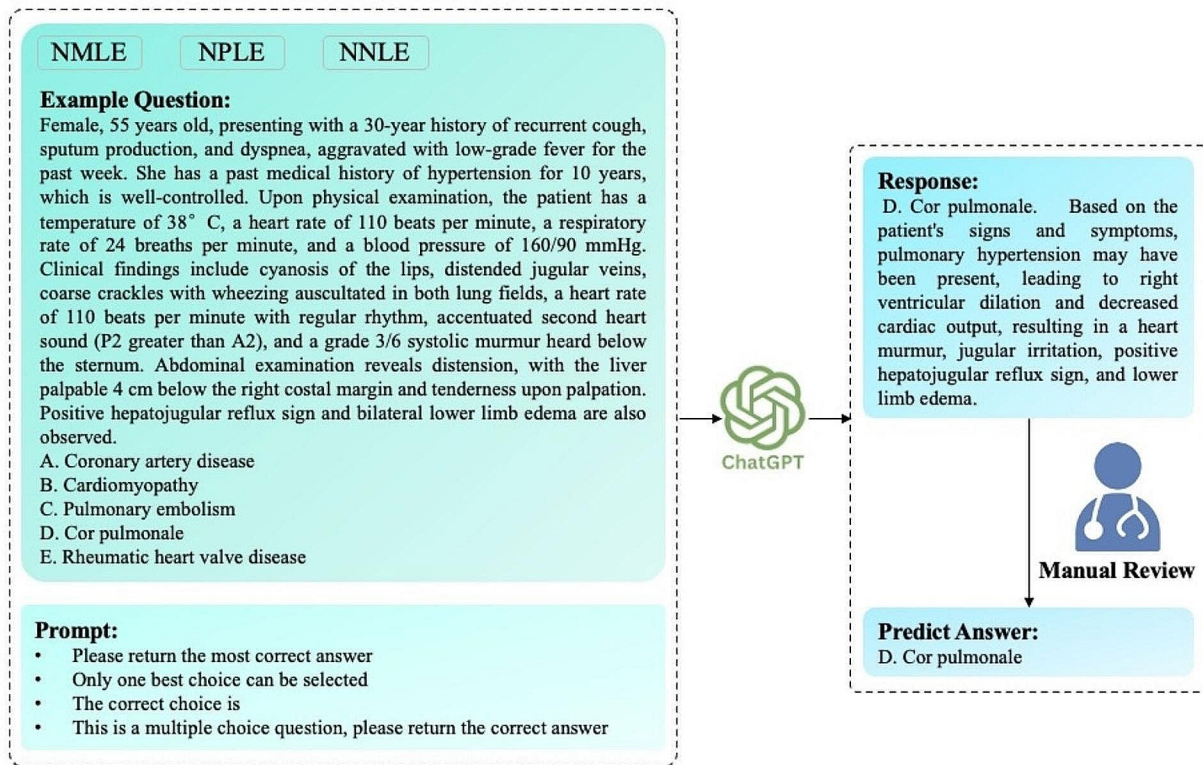 NMLE NPLE NNLE
Example Question:
Female, 55 years old, presenting with a 30-year history of recurrent cough,
sputum production, and dyspnea, aggravated with low-grade fever for the
past week. She has a past medical history of hypertension for 10 years,
which is well-controlled. Upon physical examination, the patient has a
temperature of 38° C, a heart rate of 110 beats per minute, a respiratory
rate of 24 breaths per minute, and a blood pressure of 160/90 mmHg.
Clinical findings include cyanosis of the lips, distended jugular veins,
coarse crackles with wheezing auscultated in both lung fields, a heart rate
of 110 beats per minute with regular rhythm, accentuated second heart
sound (P2 greater than A2), and a grade 3/6 systolic murmur heard below
the sternum. Abdominal examination reveals distension, with the liver
palpable 4 cm below the right costal margin and tenderness upon palpation.
Positive hepatojugular reflux sign and bilateral lower limb edema are also
observed.
A. Coronary artery disease
B. Cardiomyopathy
C. Pulmonary embolism
D. Cor pulmonale
E. Rheumatic heart valve disease
Prompt:
• Please return the most correct answer
• Only one best choice can be selected
• The correct choice is
• This is a multiple choice question, please return the correct answer
ChatGPT
Response:
D. Cor pulmonale. Based on the
patient's signs and symptoms,
pulmonary hypertension may have
been present, leading to right
ventricular dilation and decreased
cardiac output, resulting in a heart
murmur, jugular irritation, positive
hepatojugular reflux sign, and lower
limb edema.
Manual Review
Predict Answer:
D. Cor pulmonale